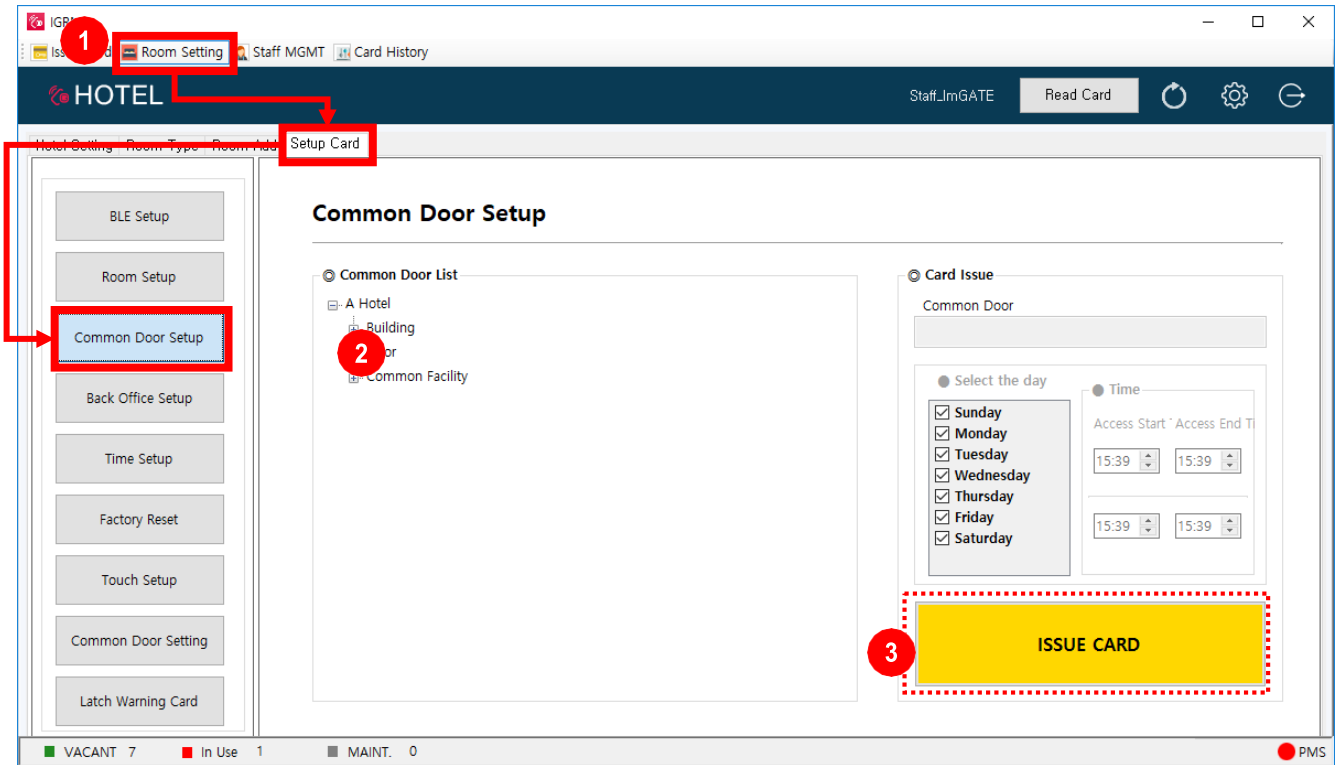 1
Room Setting
Staff MGMT
Card History
HOTEL
Staff_ImGATE
Read Card
Setup Card
BLE Setup
Room Setup
Common Door Setup
Back Office Setup
Time Setup
Factory Reset
Touch Setup
Common Door Setting
Latch Warning Card
Common Door Setup
Common Door List
A Hotel
Building
2
Common Facility
Card Issue
Common Door
Select the day
Sunday
Monday
Tuesday
Wednesday
Thursday
Friday
Saturday
Time
Access Start Access End
15:39 15:39
15:39 15:39
3
ISSUE CARD
VACANT 7
In Use 1
MAINT. 0
PMS